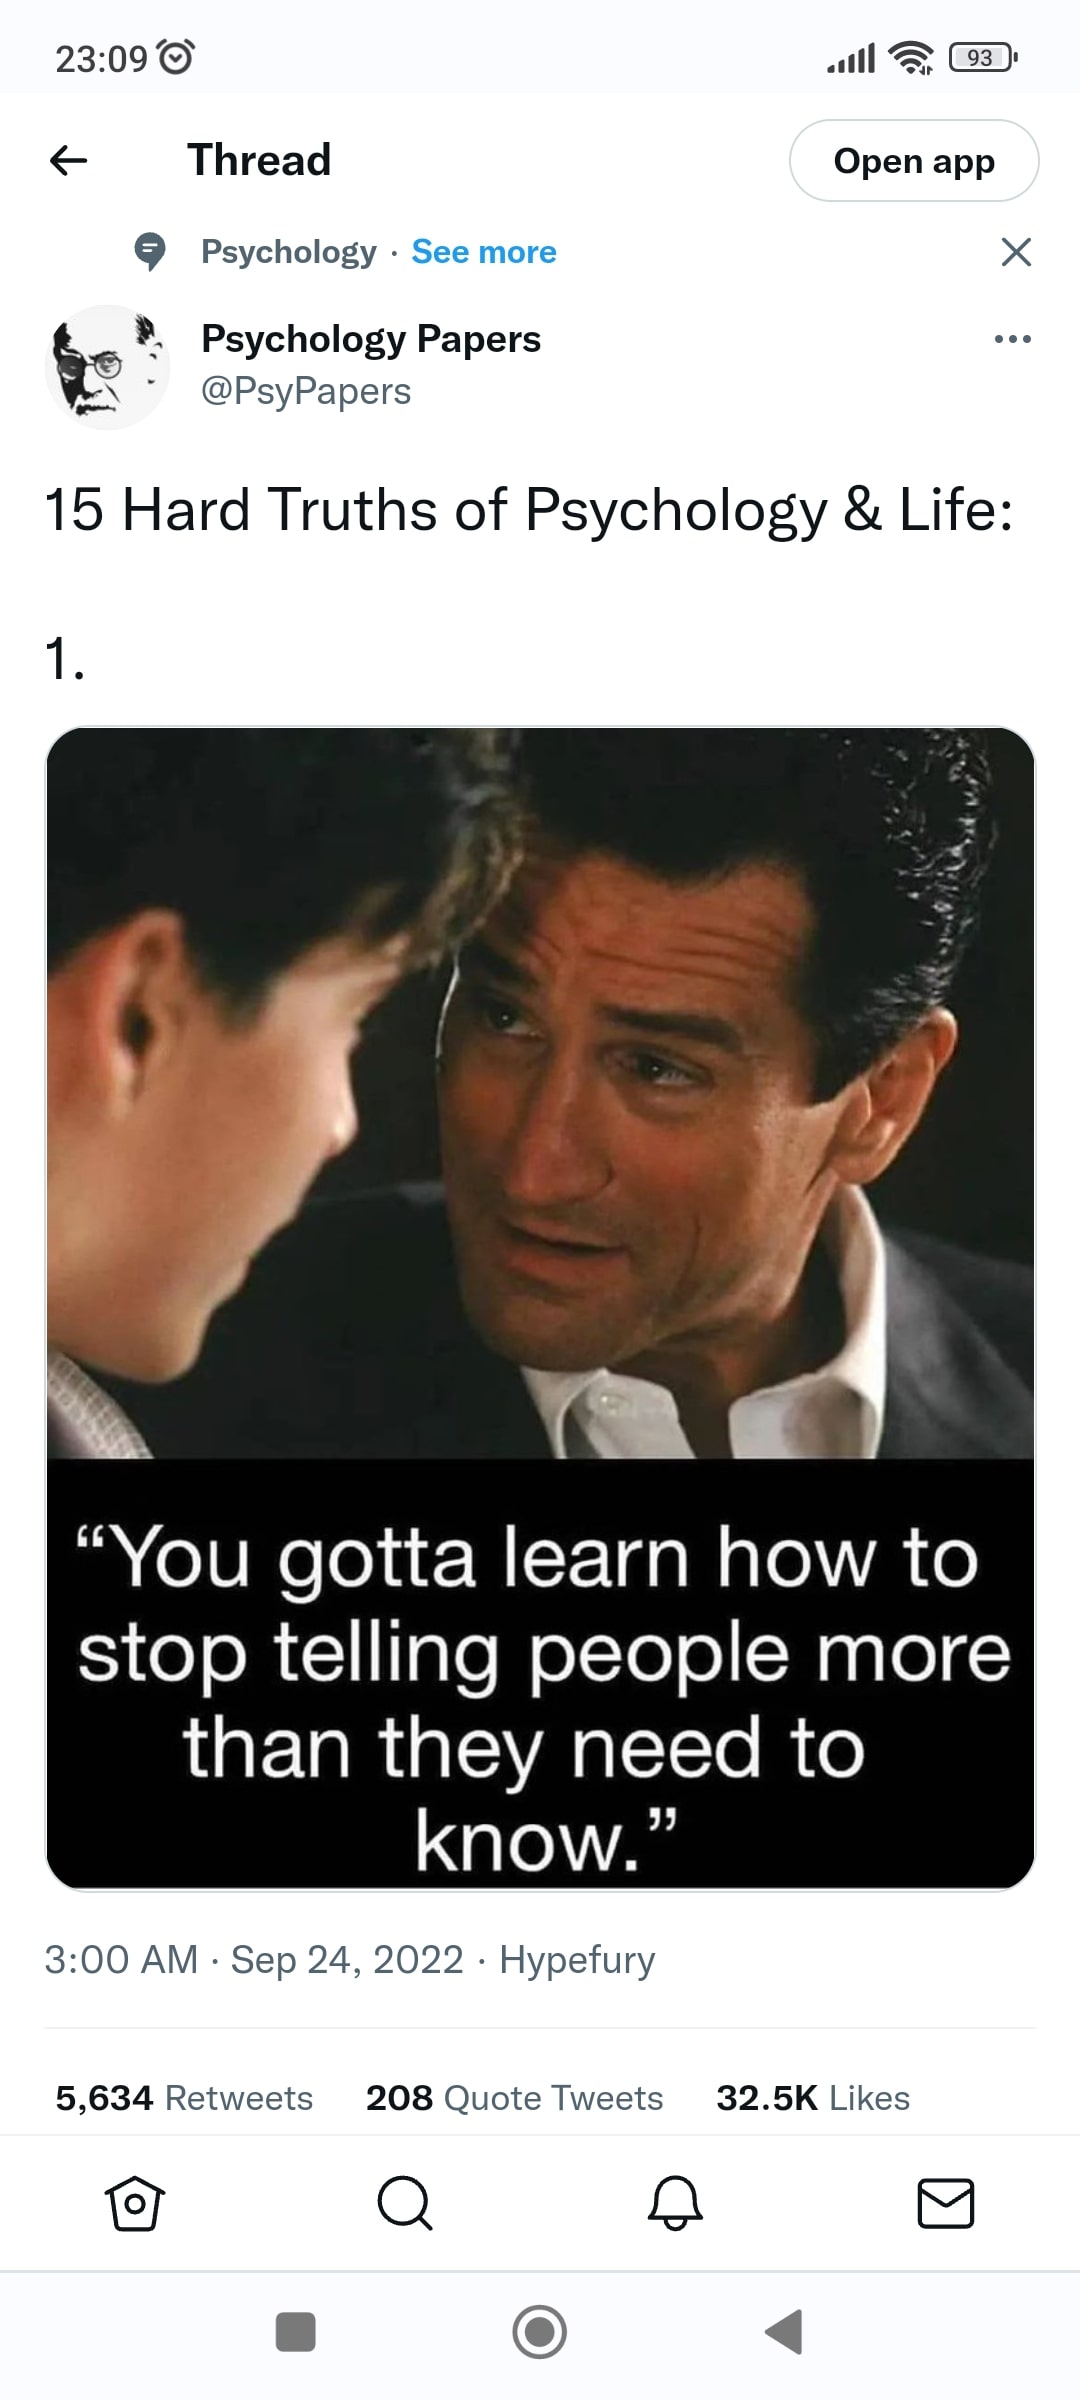 23:09
93
Thread
Open app
Psychology · See more
Psychology Papers
@PsyPapers
15 Hard Truths of Psychology & Life:
1.
“You gotta learn how to
stop telling people more
than they need to
know.”
3:00 AM · Sep 24, 2022 · Hypefury
5,634 Retweets 208 Quote Tweets 32.5K Likes